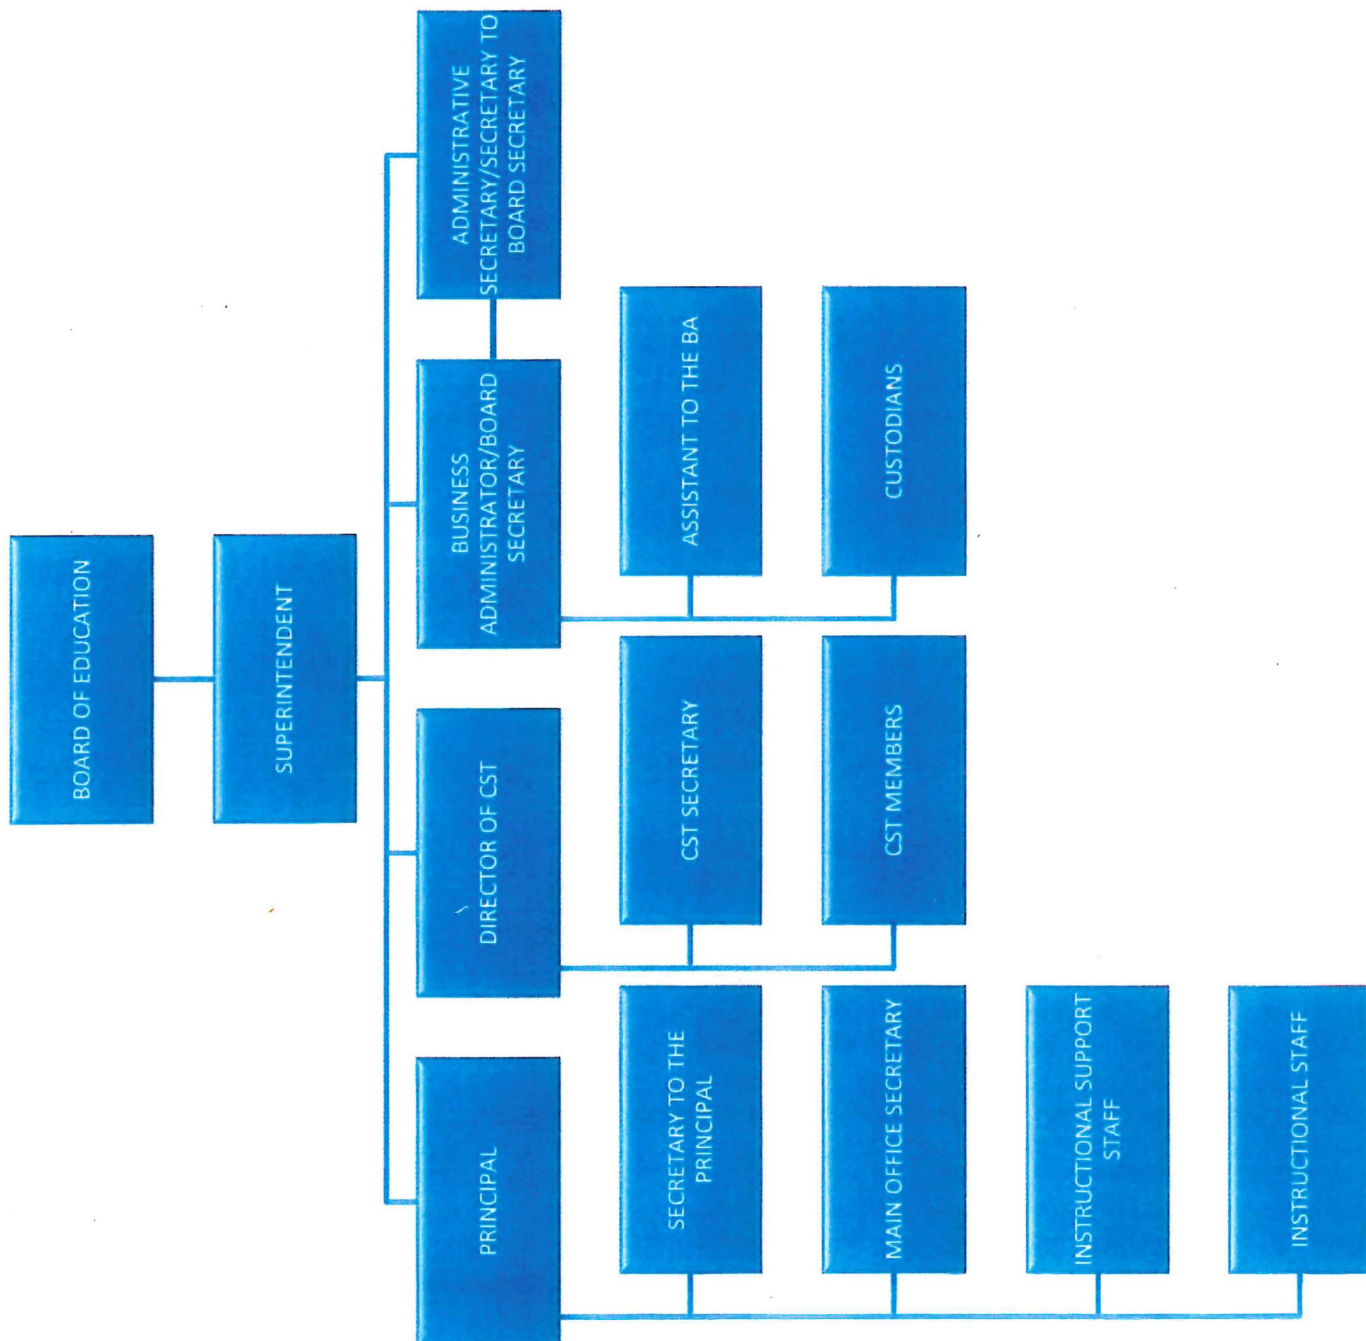 BOARD OF EDUCATION
SUPERINTENDENT
PRINCIPAL
DIRECTOR OF CST
BUSINESS
ADMINISTRATOR/BOARD
SECRETARY
ADMINISTRATIVE
SECRETARY/SECRETARY TO
BOARD SECRETARY
SECRETARY TO THE
PRINCIPAL
CST SECRETARY
ASSISTANT TO THE BA
MAIN OFFICE SECRETARY
CST MEMBERS
CUSTODIANS
INSTRUCTIONAL SUPPORT
STAFF
INSTRUCTIONAL STAFF